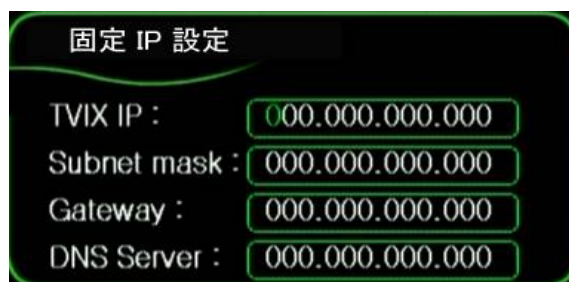 固定 IP 設定
TVIX IP : 000.000.000.000
Subnet mask : 000.000.000.000
Gateway : 000.000.000.000
DNS Server : 000.000.000.000